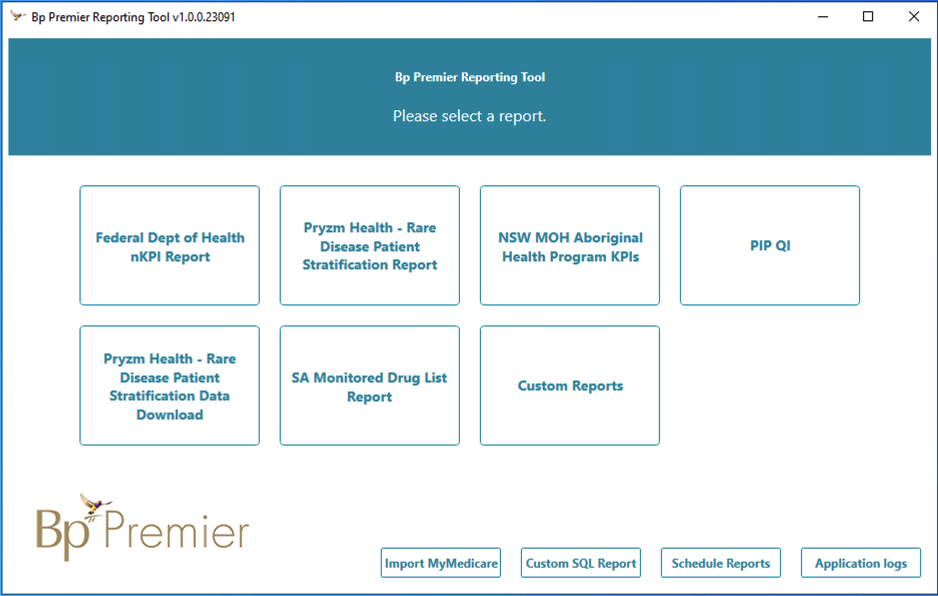 Bp Premier Reporting Tool v1.0.0.23091
Bp Premier Reporting Tool
Please select a report.
Federal Dept of Health
nKPI Report
Pryzm Health - Rare
Disease Patient
Stratification Report
NSW MOH Aboriginal
Health Program KPIs
PIP QI
Pryzm Health - Rare
Disease Patient
Stratification Data
Download
SA Monitored Drug List
Report
Custom Reports
Bp Premier
Import MyMedicare
Custom SQL Report
Schedule Reports
Application logs